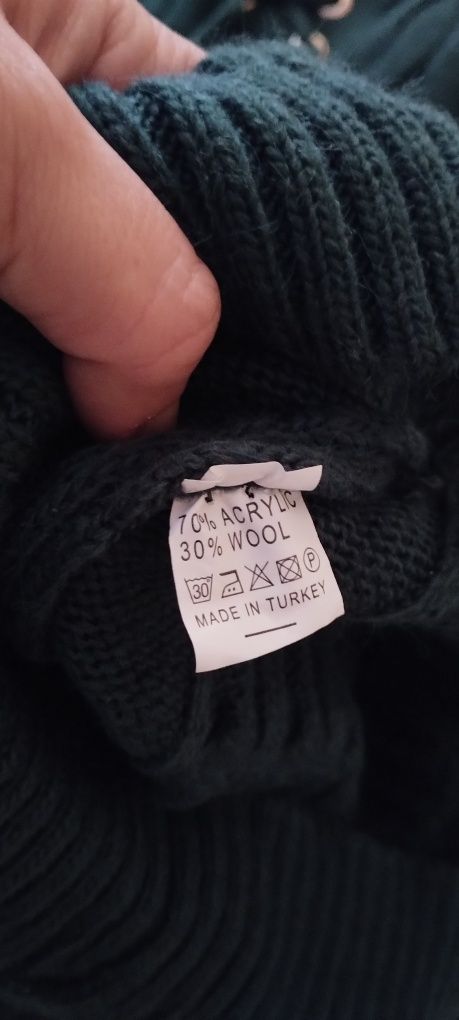 70% ACRYLIC
30% WOOL
30 P
MADE IN TURKEY